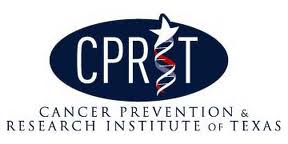 CPRIT
CANCER PREVENTION &
RESEARCH INSTITUTE OF TEXAS